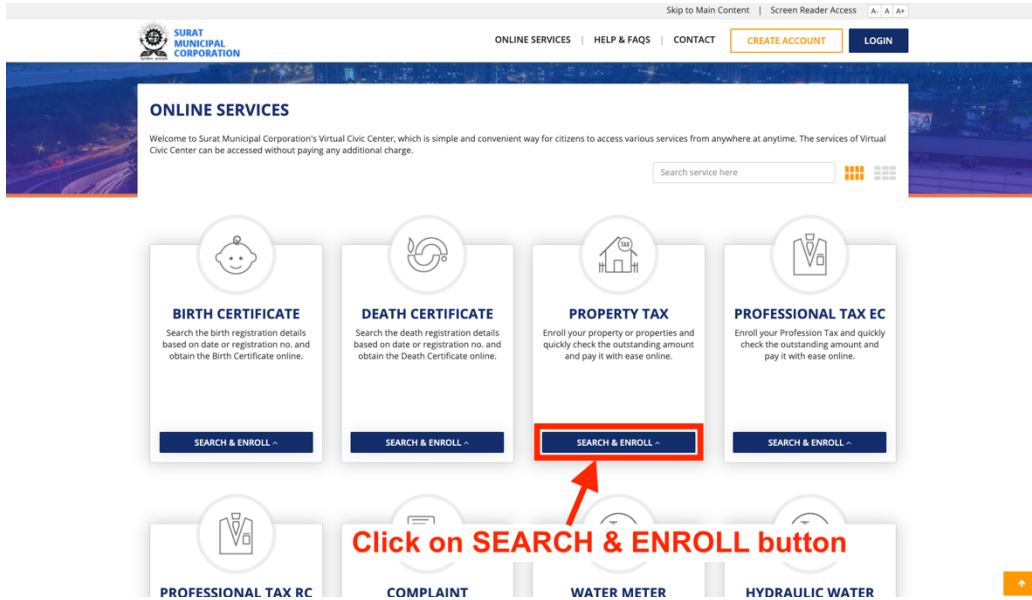 Skip to Main Content | Screen Reader Access A- A A+
SURAT
MUNICIPAL
CORPORATION
ONLINE SERVICES | HELP & FAQS | CONTACT CREATE ACCOUNT LOGIN
ONLINE SERVICES
Welcome to Surat Municipal Corporation's Virtual Civic Center, which is simple and convenient way for citizens to access various services from anywhere at anytime. The services of Virtual
Civic Center can be accessed without paying any additional charge.
Search service here
BIRTH CERTIFICATE
Search the birth registration details
based on date or registration no. and
obtain the Birth Certificate online.
SEARCH & ENROLL
DEATH CERTIFICATE
Search the death registration details
based on date or registration no. and
obtain the Death Certificate online.
SEARCH & ENROLL
TAX
PROPERTY TAX
Enroll your property or properties and
quickly check the outstanding amount
and pay it with ease online.
SEARCH & ENROLL
PROFESSIONAL TAX EC
Enroll your Profession Tax and quickly
check the outstanding amount and
pay it with ease online.
SEARCH & ENROLL
Click on SEARCH & ENROLL button
PROFESSIONAL TAX RC
COMPLAINT
WATER METER
HYDRAULIC WATER